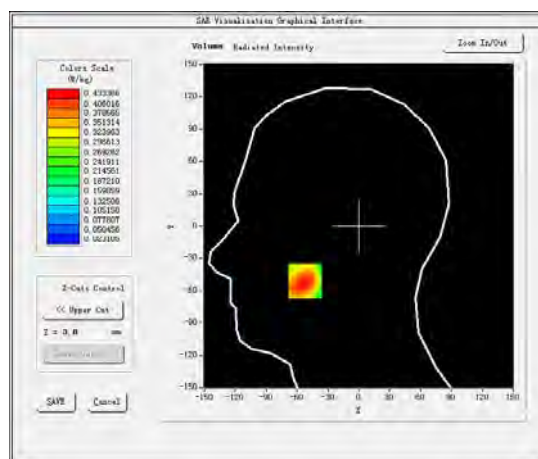 SAR Visualisation Graphical Interface
Volume Radiated Intensity
Zoom In/Out
Colors Scale
(W/kg)
0.433366
0.406016
0.378665
0.351314
0.323963
0.296613
0.269262
0.241911
0.214561
0.187210
0.159859
0.132508
0.105158
0.077807
0.050456
0.023105
150
120
90
60
30
0
-30
-60
-90
-120
-150
Y
-150 -120 -90 -60 -30 0 30 60 90 120 150
X
Z-Cuts Control
<< Upper Cut
Z = 3.0 mm
SAVE
Cancel